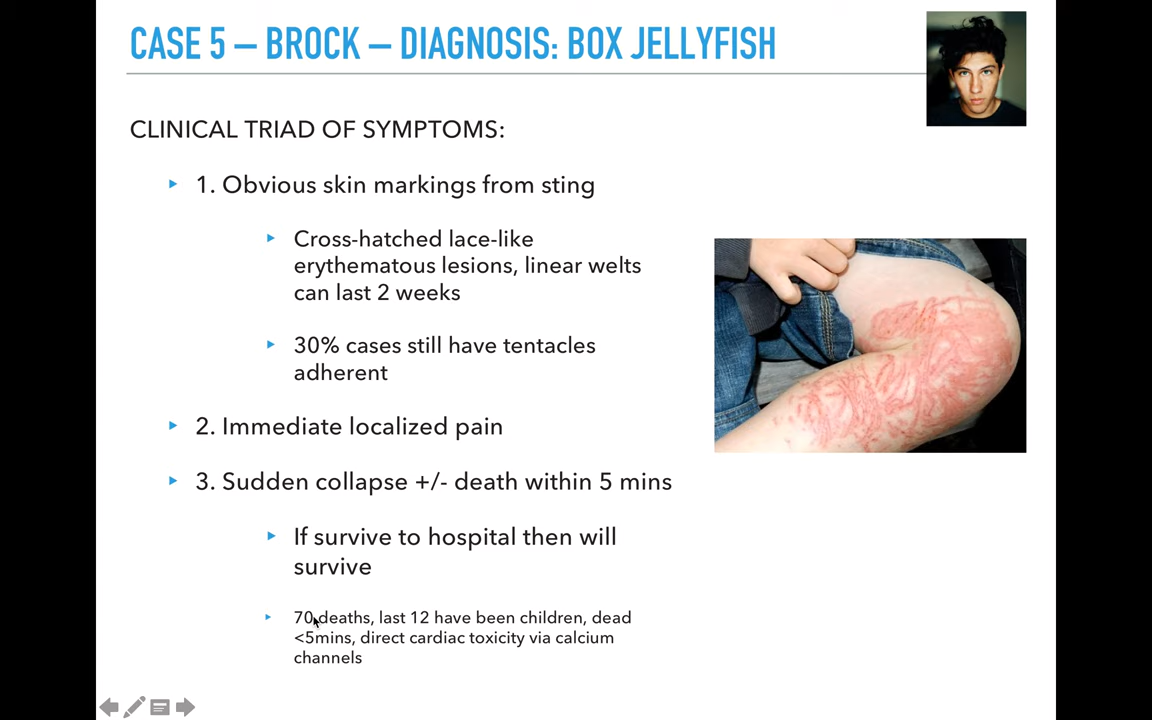 CASE 5 – BROCK – DIAGNOSIS: BOX JELLYFISH
CLINICAL TRIAD OF SYMPTOMS:
1. Obvious skin markings from sting
Cross-hatched lace-like
erythematous lesions, linear welts
can last 2 weeks
30% cases still have tentacles
adherent
2. Immediate localized pain
3. Sudden collapse +/- death within 5 mins
If survive to hospital then will
survive
70 deaths, last 12 have been children, dead
<5mins, direct cardiac toxicity via calcium
channels